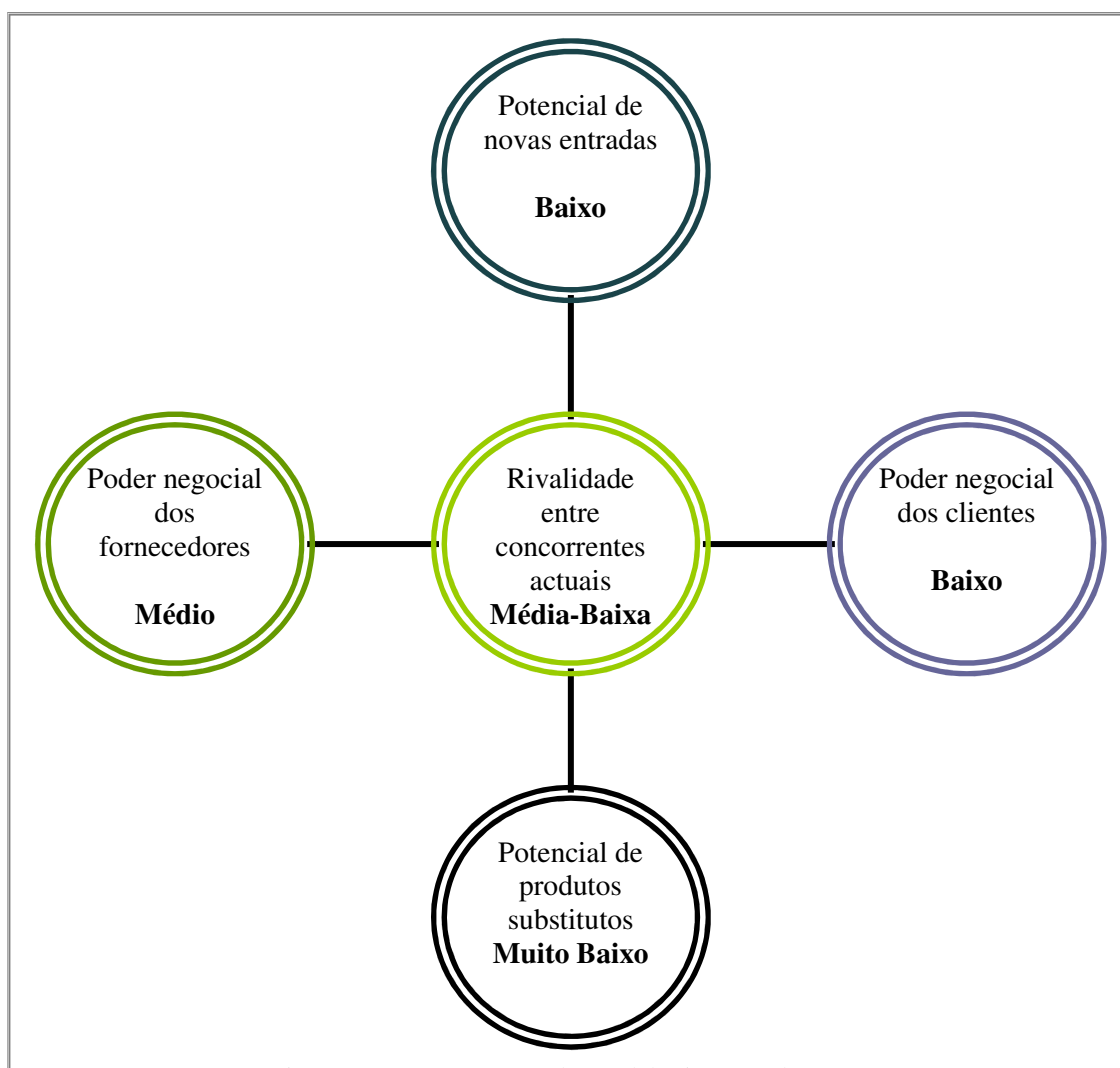 Potencial de
novas entradas
Baixo
Poder negocial
dos
fornecedores
Médio
Rivalidade
entre
concorrentes
actuais
Média-Baixa
Poder negocial
dos clientes
Baixo
Potencial de
produtos
substitutos
Muito Baixo